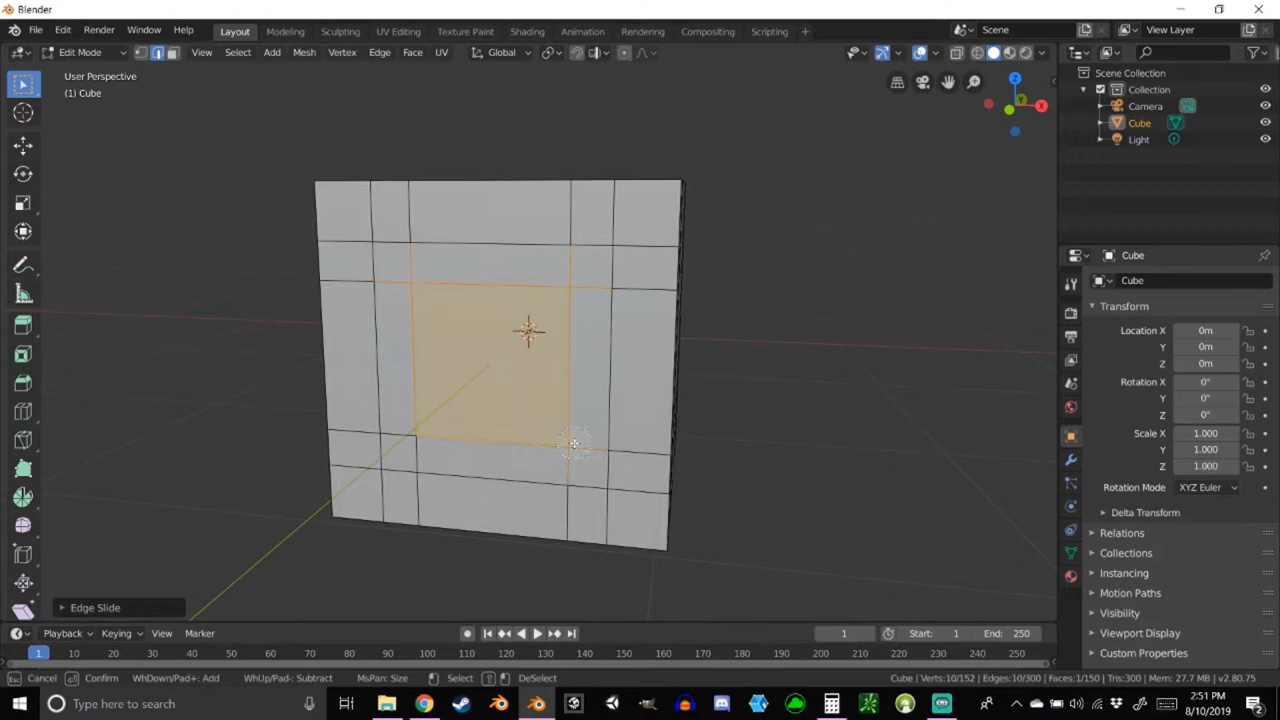 Blender
File Edit Render Window Help Layout Modeling Sculpting UV Editing Texture Paint Shading Animation Rendering Compositing Scripting + Scene View Layer
Edit Mode View Select Add Mesh Vertex Edge Face UV Global
User Perspective
(1) Cube
Z
X
Y
Scene Collection
Collection
Camera
Cube
Light
Cube
Cube
Transform
Location X 0m
Y 0m
Z 0m
Rotation X 0°
Y 0°
Z 0°
Scale X 1.000
Y 1.000
Z 1.000
Rotation Mode XYZ Euler
Delta Transform
Relations
Collections
Instancing
Motion Paths
Visibility
Viewport Display
Custom Properties
Edge Slide
Playback Keying View Marker 1 Start: 1 End: 250
1 10 20 30 40 50 60 70 80 90 100 110 120 130 140 150 160 170 180 190 200 210 220 230 240 250
Esc Cancel Confirm WhDown/Pad+: Add WhUp/Pad-: Subtract MsPan: Size Select DeSelect Cube | Verts:10/152 | Edges:10/300 | Faces:1/150 | Tris:300 | Mem: 27.7 MB | v2.80.75
Type here to search
2:51 PM
8/10/2019
2